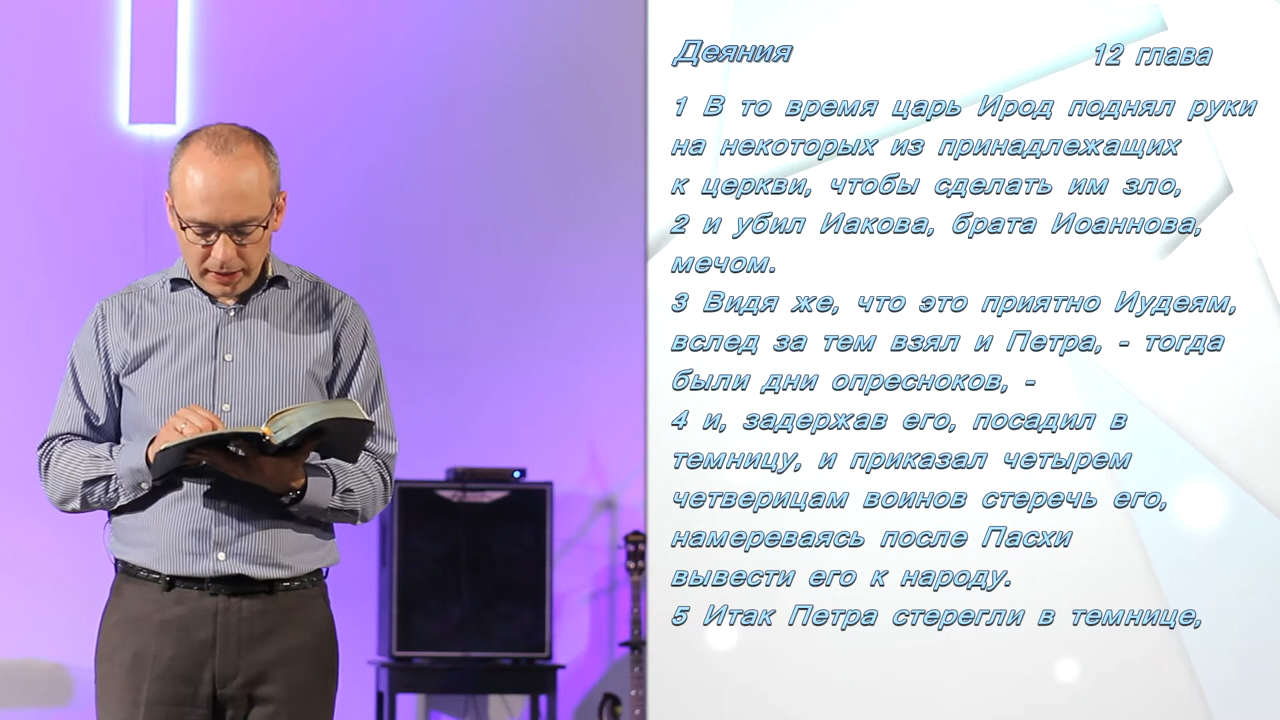 Деяния 12 глава
1 В то время царь Ирод поднял руки
на некоторых из принадлежащих
к церкви, чтобы сделать им зло,
2 и убил Иакова, брата Иоаннова,
мечом.
3 Видя же, что это приятно Иудеям,
вслед за тем взял и Петра, - тогда
были дни опресноков, -
4 и, задержав его, посадил в
темницу, и приказал четырем
четверицам воинов стеречь его,
намереваясь после Пасхи
вывести его к народу.
5 Итак Петра стерегли в темнице,